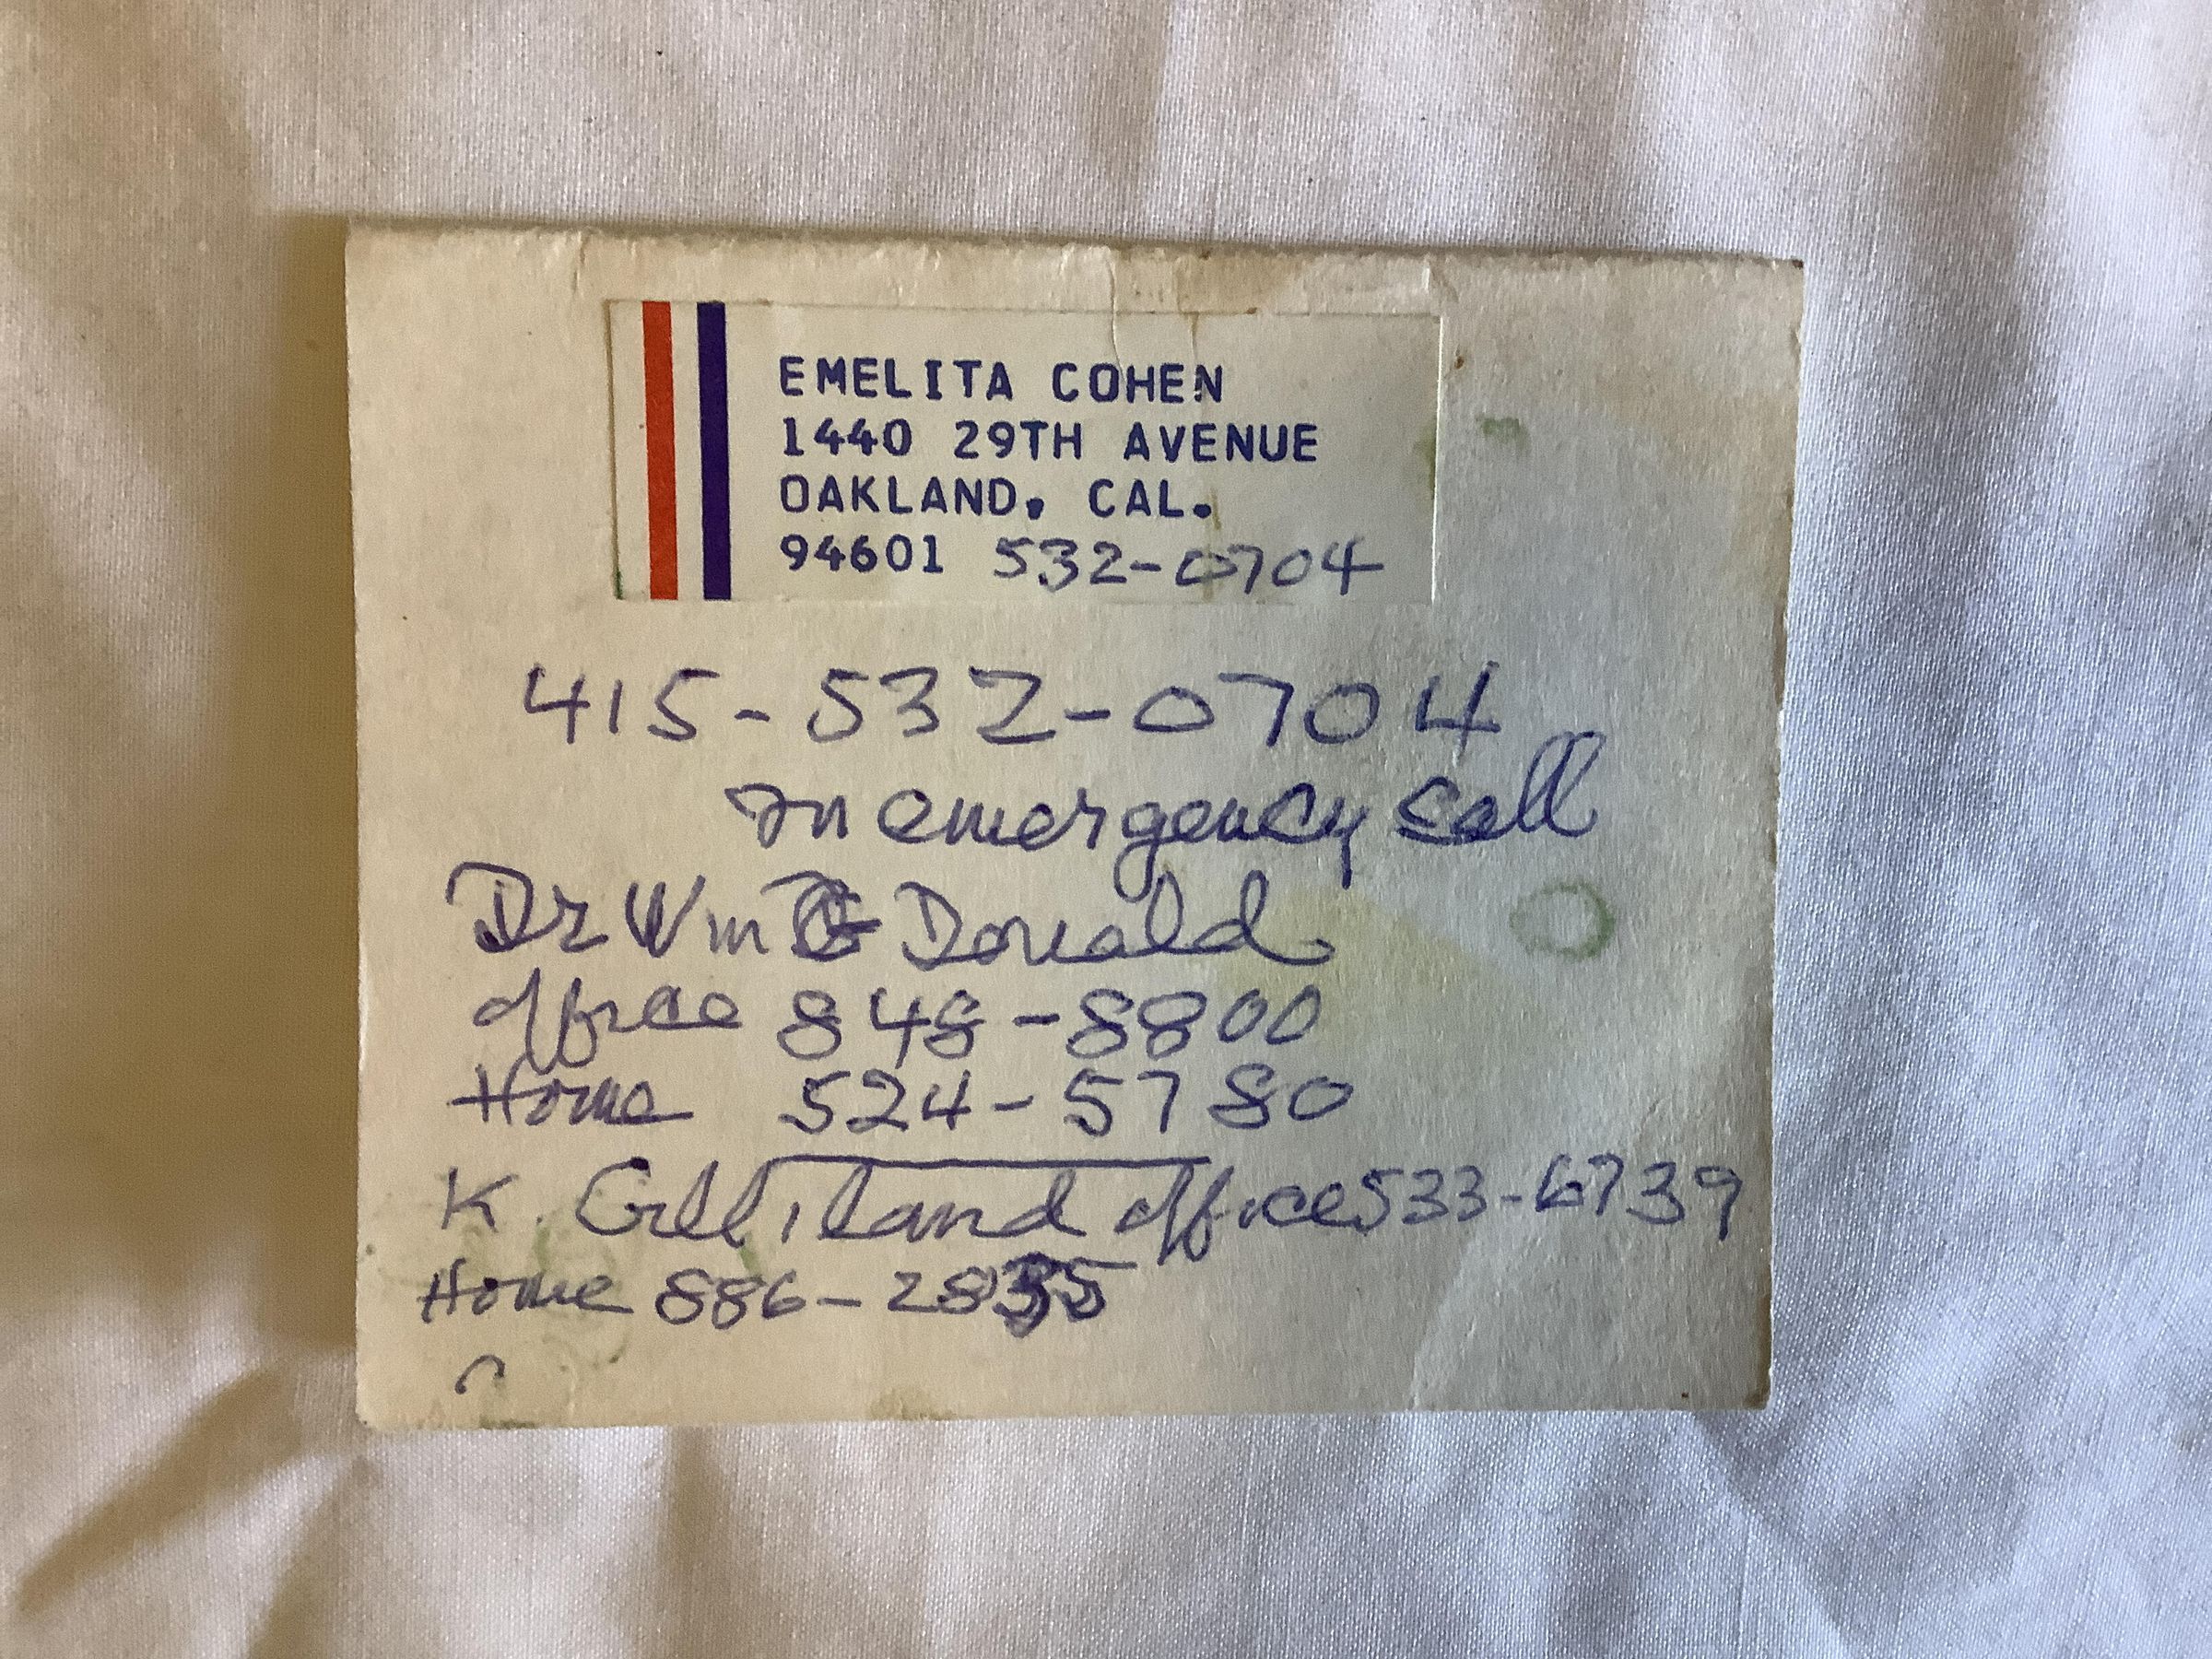 EMELITA COHEN
1440 29TH AVENUE
OAKLAND, CAL.
94601 532-0704
415-532-0704
In emergency call
Dr Wm Donald
office 848-8800
Home 524-5780
K. Gilliland office 533-6739
Home 886-2835